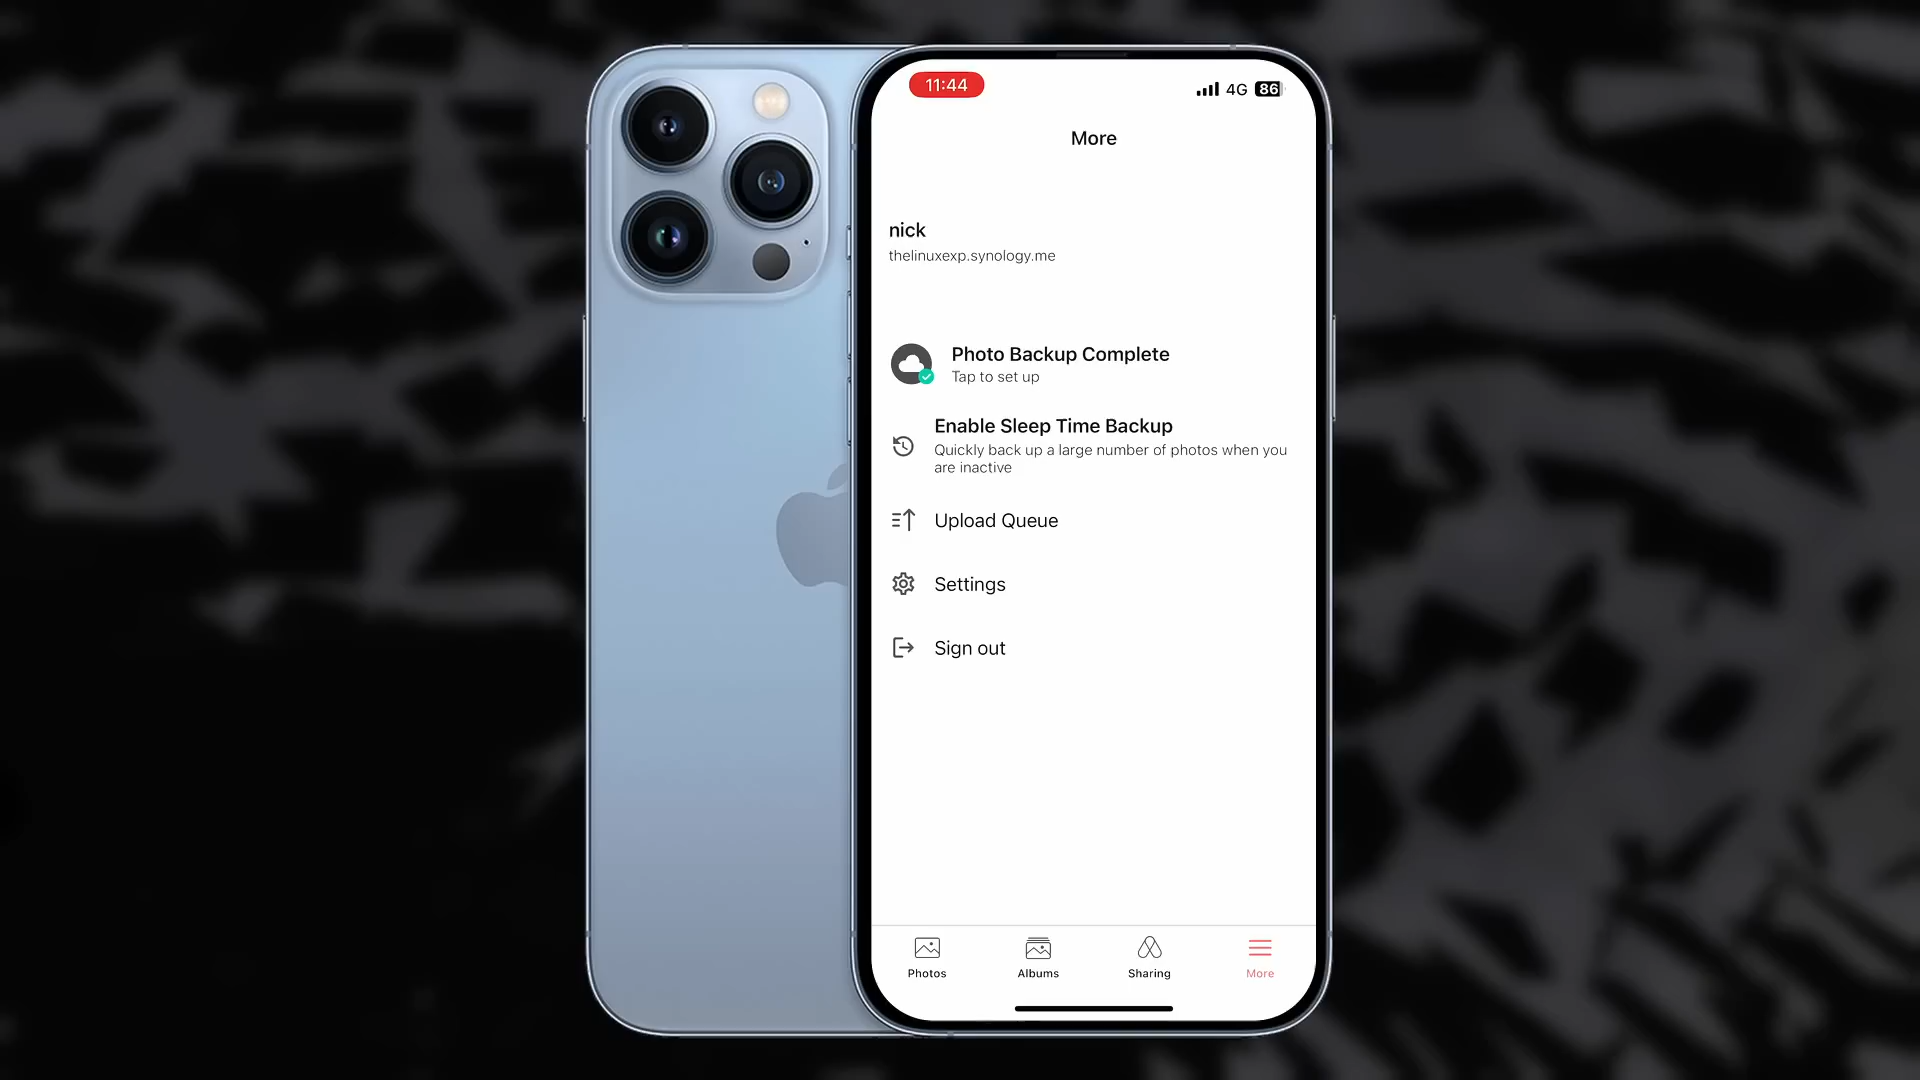 11:44
4G 86
More
nick
thelinuxexp.synology.me
Photo Backup Complete
Tap to set up
Enable Sleep Time Backup
Quickly back up a large number of photos when you
are inactive
Upload Queue
Settings
Sign out
Photos Albums Sharing More